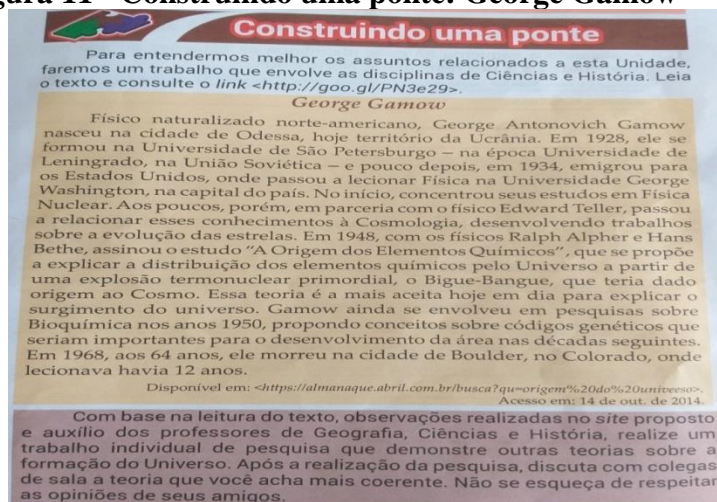 gura 11 - Construindo uma ponte: George Gamow
Construindo uma ponte
Para entendermos melhor os assuntos relacionados a esta Unidade,
faremos um trabalho que envolve as disciplinas de Ciências e História. Leia
o texto e consulte o link <http://goo.gl/PN3e29>.
George Gamow
Físico naturalizado norte-americano, George Antonovich Gamow
nasceu na cidade de Odessa, hoje território da Ucrânia. Em 1928, ele se
formou na Universidade de São Petersburgo – na época Universidade de
Leningrado, na União Soviética – e pouco depois, em 1934, emigrou para
os Estados Unidos, onde passou a lecionar Física na Universidade George
Washington, na capital do país. No início, concentrou seus estudos em Física
Nuclear. Aos poucos, porém, em parceria com o físico Edward Teller, passou
a relacionar esses conhecimentos à Cosmologia, desenvolvendo trabalhos
sobre a evolução das estrelas. Em 1948, com os físicos Ralph Alpher e Hans
Bethe, assinou o estudo “A Origem dos Elementos Químicos”, que se propõe
a explicar a distribuição dos elementos químicos pelo Universo a partir de
uma explosão termonuclear primordial, o Bigue-Bangue, que teria dado
origem ao Cosmo. Essa teoria é a mais aceita hoje em dia para explicar o
surgimento do universo. Gamow ainda se envolveu em pesquisas sobre
Bioquímica nos anos 1950, propondo conceitos sobre códigos genéticos que
seriam importantes para o desenvolvimento da área nas décadas seguintes.
Em 1968, aos 64 anos, ele morreu na cidade de Boulder, no Colorado, onde
lecionava havia 12 anos.
Disponível em: <https://almanaque.abril.com.br/busca?qu=origem%20do%20univeeso>.
Acesso em: 14 de out. de 2014.
Com base na leitura do texto, observações realizadas no site proposto
e auxílio dos professores de Geografia, Ciências e História, realize um
trabalho individual de pesquisa que demonstre outras teorias sobre a
formação do Universo. Após a realização da pesquisa, discuta com colegas
de sala a teoria que você acha mais coerente. Não se esqueça de respeitar
as opiniões de seus amigos.